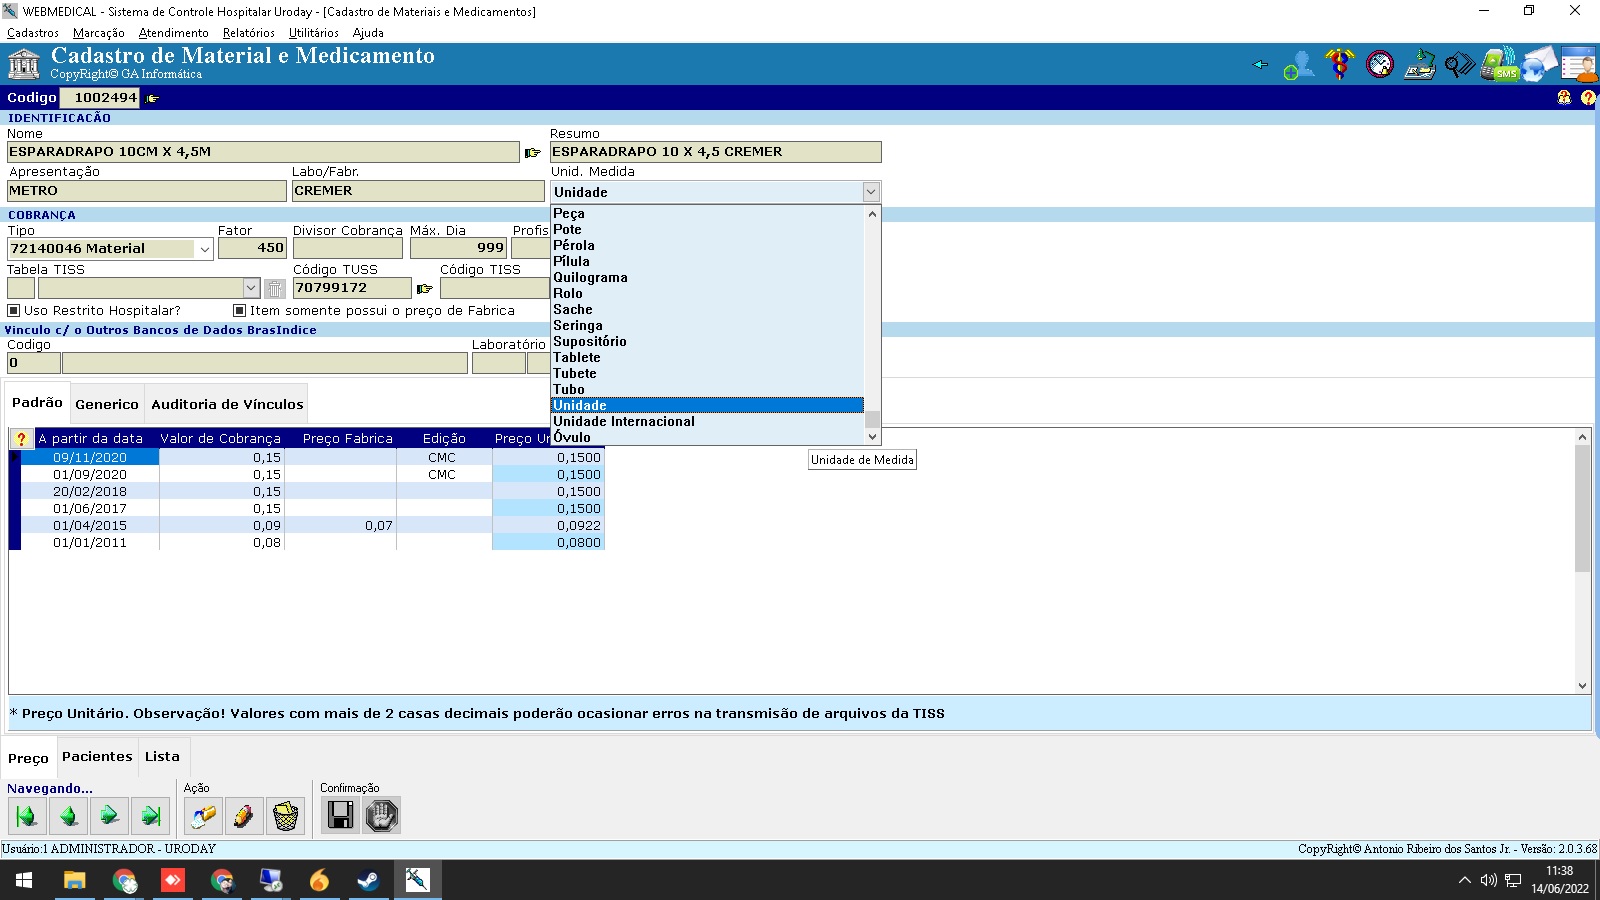 WEBMEDICAL - Sistema de Controle Hospitalar Uroday - [Cadastro de Materiais e Medicamentos]
Cadastros Marcação Atendimento Relatórios Utilitários Ajuda
Cadastro de Material e Medicamento
CopyRight© GA Informática
SMS
Codigo 1002494
?
IDENTIFICAÇÃO
Nome Resumo
ESPARADRAPO 10CM X 4,5M ESPARADRAPO 10 X 4,5 CREMER
Apresentação Labo/Fabr. Unid. Medida
METRO CREMER Unidade
COBRANÇA
Tipo Fator Divisor Cobrança Máx. Dia Profis
72140046 Material 450 999
Tabela TISS Código TUSS Código TISS
70799172
Uso Restrito Hospitalar? Item somente possui o preço de Fabrica
Vinculo c/ o Outros Bancos de Dados BrasIndice
Codigo Laboratório
0
Peça
Pote
Pérola
Pílula
Quilograma
Rolo
Sache
Seringa
Supositório
Tablete
Tubete
Tubo
Unidade
Unidade Internacional
Óvulo
Unidade de Medida
Padrão Generico Auditoria de Vínculos
? A partir da data Valor de Cobrança Preço Fabrica Edição Preço Un
09/11/2020 0,15 CMC 0,1500
01/09/2020 0,15 CMC 0,1500
20/02/2018 0,15 0,1500
01/06/2017 0,15 0,1500
01/04/2015 0,09 0,07 0,0922
01/01/2011 0,08 0,0800
* Preço Unitário. Observação! Valores com mais de 2 casas decimais poderão ocasionar erros na transmisão de arquivos da TISS
Preço Pacientes Lista
Navegando... Ação Confirmação
Usuário:1 ADMINISTRADOR - URODAY CopyRight© Antonio Ribeiro dos Santos Jr. - Versão: 2.0.3.68
11:38
14/06/2022